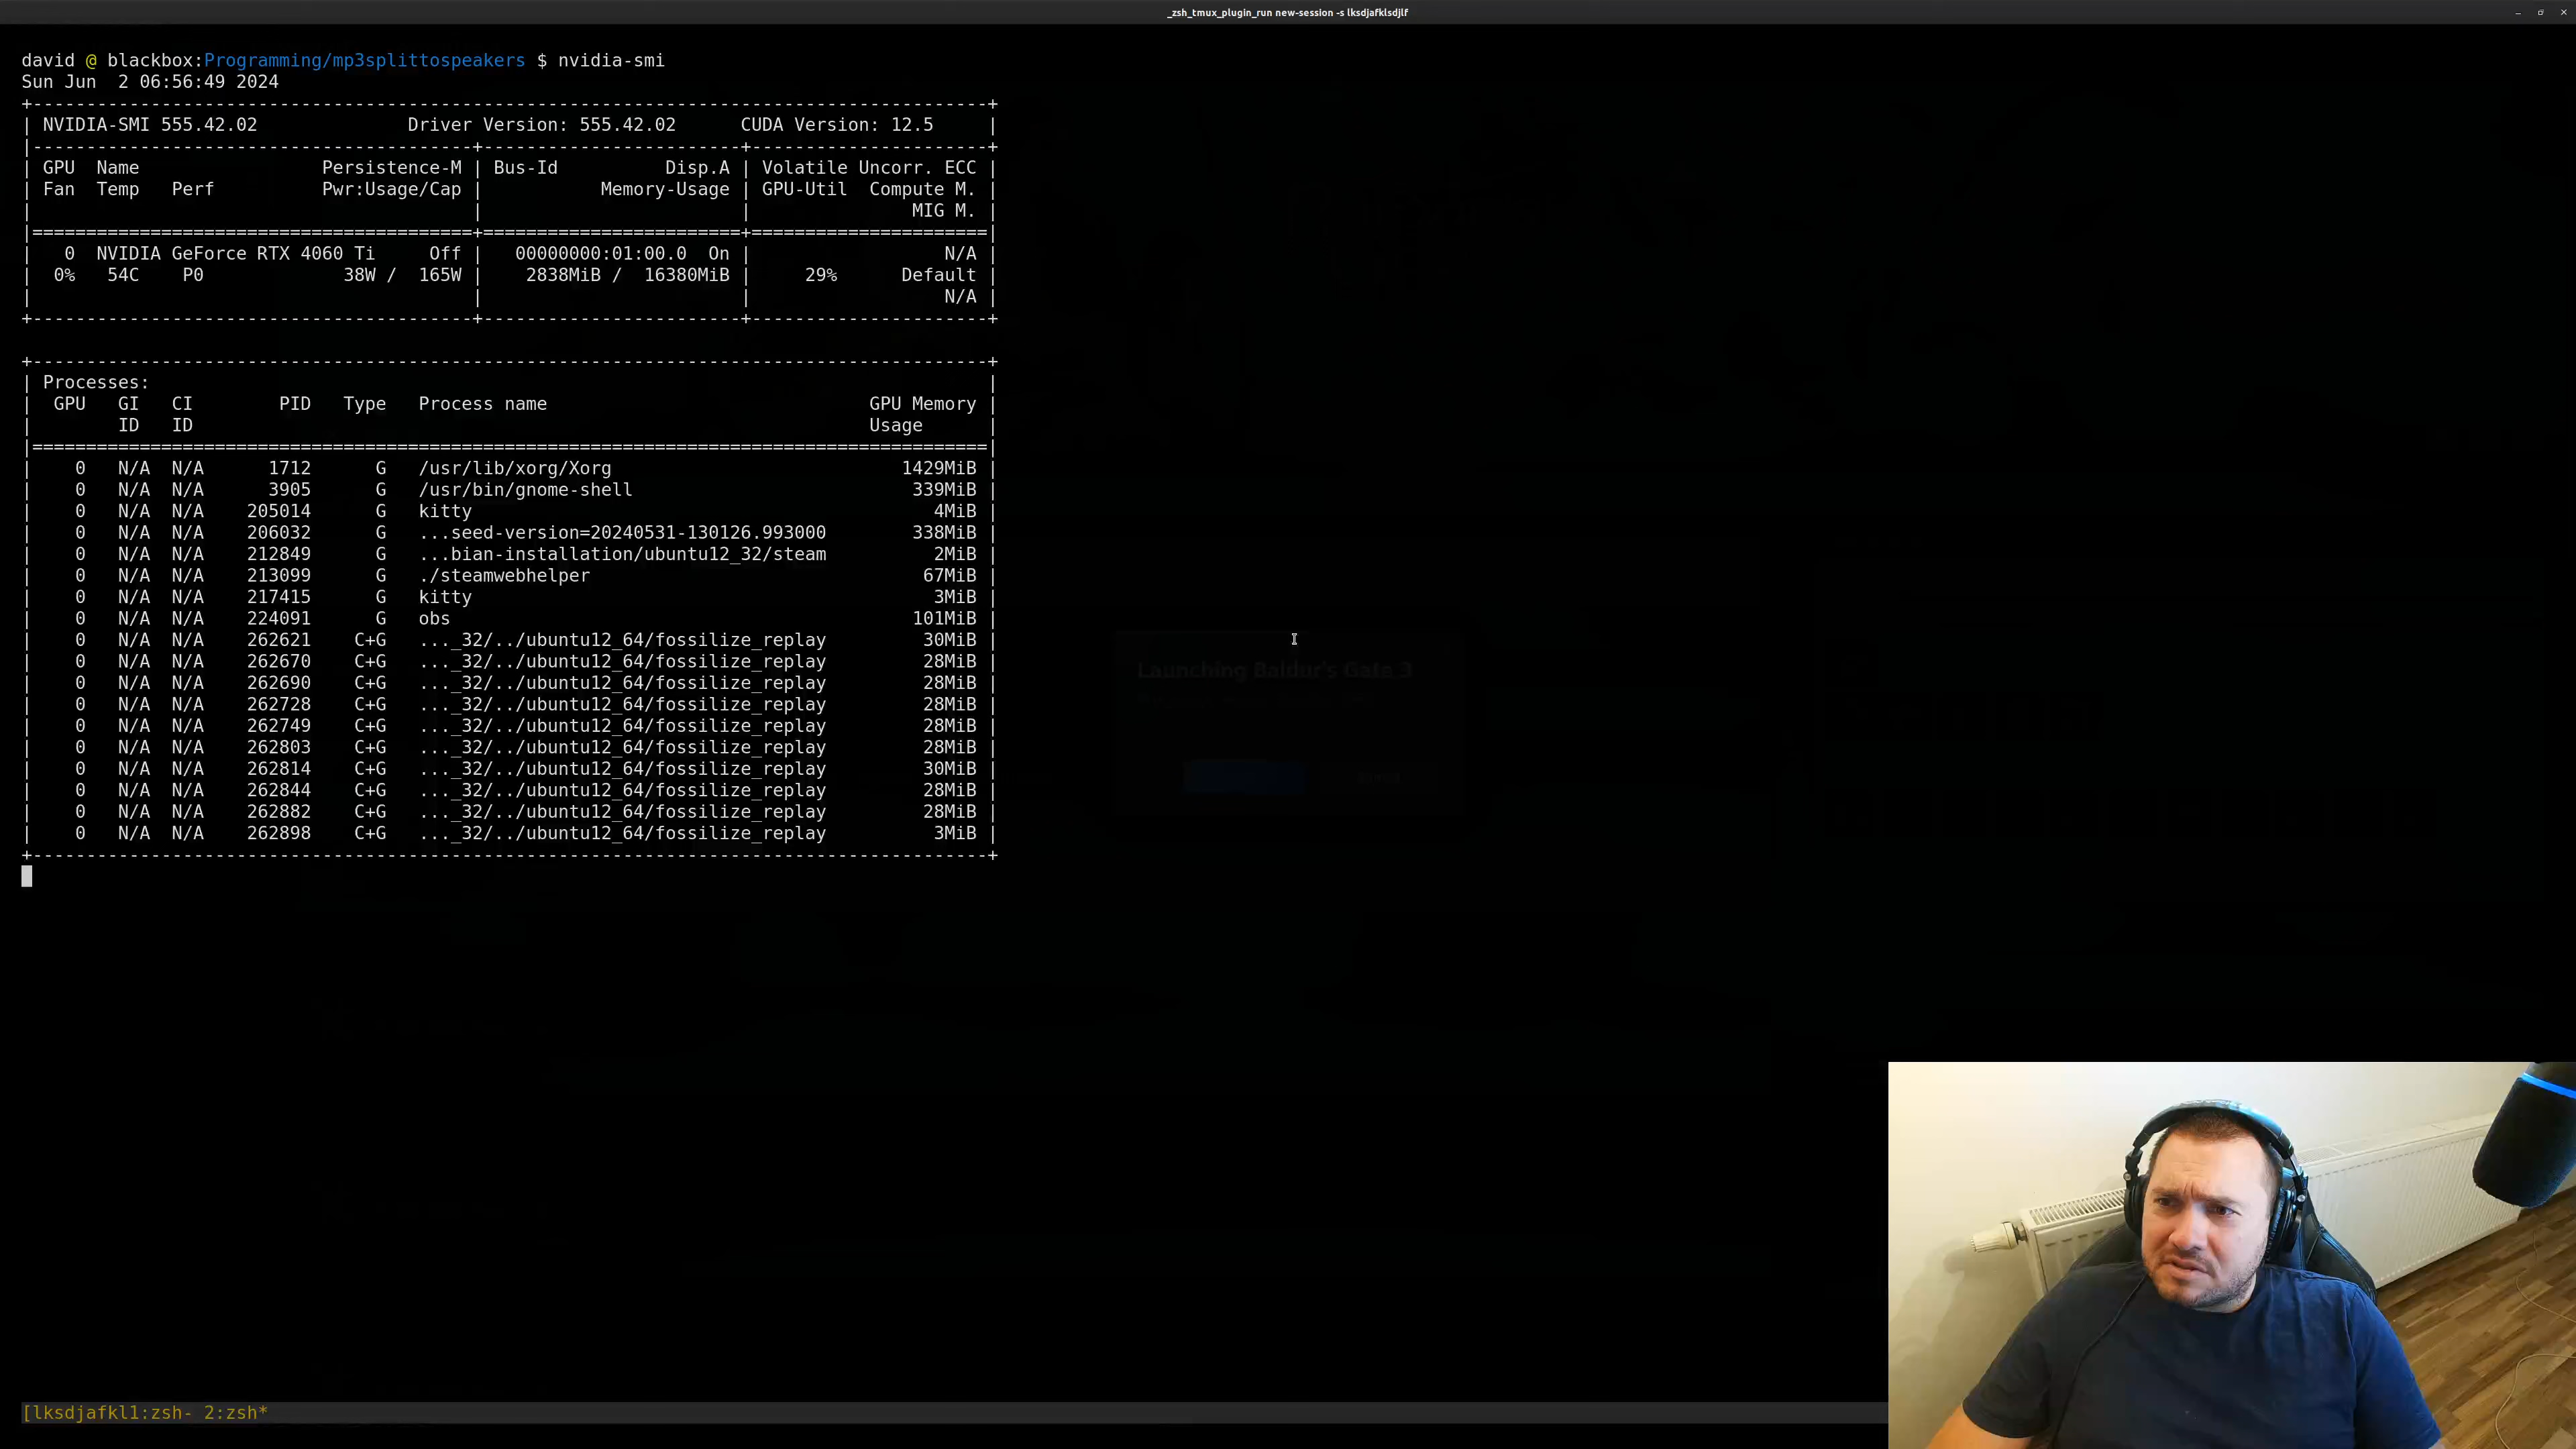 _zsh_tmux_plugin_run new-session -s lksdjafklsdjlf
david @ blackbox:Programming/mp3splittospeakers $ nvidia-smi
Sun Jun  2 06:56:49 2024
+-----------------------------------------------------------------------------------------+
| NVIDIA-SMI 555.42.02              Driver Version: 555.42.02      CUDA Version: 12.5     |
|-----------------------------------------+------------------------+----------------------+
| GPU  Name                 Persistence-M | Bus-Id          Disp.A | Volatile Uncorr. ECC |
| Fan  Temp   Perf          Pwr:Usage/Cap |           Memory-Usage | GPU-Util  Compute M. |
|                                         |                        |               MIG M. |
|=========================================+========================+======================|
|   0  NVIDIA GeForce RTX 4060 Ti     Off |   00000000:01:00.0  On |                  N/A |
|  0%   54C    P0              38W /  165W |    2838MiB /  16380MiB |     29%      Default |
|                                         |                        |                  N/A |
+-----------------------------------------+------------------------+----------------------+
+-----------------------------------------------------------------------------------------+
| Processes:                                                                              |
|  GPU   GI   CI        PID   Type   Process name                              GPU Memory |
|        ID   ID                                                               Usage      |
|=========================================================================================|
|    0   N/A  N/A      1712      G   /usr/lib/xorg/Xorg                           1429MiB |
|    0   N/A  N/A      3905      G   /usr/bin/gnome-shell                          339MiB |
|    0   N/A  N/A    205014      G   kitty                                           4MiB |
|    0   N/A  N/A    206032      G   ...seed-version=20240531-130126.993000        338MiB |
|    0   N/A  N/A    212849      G   ...bian-installation/ubuntu12_32/steam          2MiB |
|    0   N/A  N/A    213099      G   ./steamwebhelper                               67MiB |
|    0   N/A  N/A    217415      G   kitty                                           3MiB |
|    0   N/A  N/A    224091      G   obs                                           101MiB |
|    0   N/A  N/A    262621    C+G   ..._32/../ubuntu12_64/fossilize_replay         30MiB |
|    0   N/A  N/A    262670    C+G   ..._32/../ubuntu12_64/fossilize_replay         28MiB |
|    0   N/A  N/A    262690    C+G   ..._32/../ubuntu12_64/fossilize_replay         28MiB |
|    0   N/A  N/A    262728    C+G   ..._32/../ubuntu12_64/fossilize_replay         28MiB |
|    0   N/A  N/A    262749    C+G   ..._32/../ubuntu12_64/fossilize_replay         28MiB |
|    0   N/A  N/A    262803    C+G   ..._32/../ubuntu12_64/fossilize_replay         28MiB |
|    0   N/A  N/A    262814    C+G   ..._32/../ubuntu12_64/fossilize_replay         30MiB |
|    0   N/A  N/A    262844    C+G   ..._32/../ubuntu12_64/fossilize_replay         28MiB |
|    0   N/A  N/A    262882    C+G   ..._32/../ubuntu12_64/fossilize_replay         28MiB |
|    0   N/A  N/A    262898    C+G   ..._32/../ubuntu12_64/fossilize_replay          3MiB |
+-----------------------------------------------------------------------------------------+
Launching Baldur's Gate 3
[lksdjafkl1:zsh- 2:zsh*